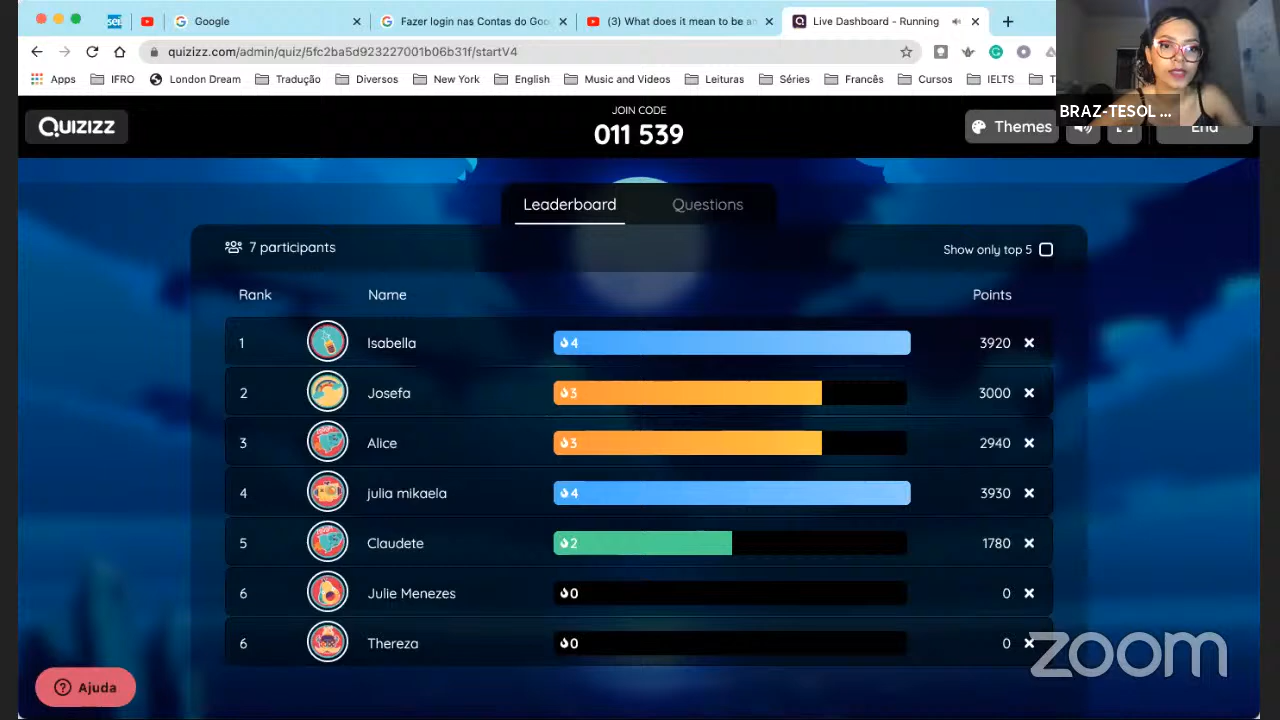 sei
Google
Fazer login nas Contas do Goo
(3) What does it mean to be an
Live Dashboard - Running
quizizz.com/admin/quiz/5fc2ba5d923227001b06b31f/startV4
Apps
IFRO
London Dream
Tradução
Diversos
New York
English
Music and Videos
Leituras
Séries
Francês
Cursos
IELTS
T
BRAZ-TESOL ...
QUIZIZZ
JOIN CODE
011 539
Themes
End
Leaderboard
Questions
7 participants
Show only top 5
Rank Name Points
1 Isabella 4 3920
2 Josefa 3 3000
3 Alice 3 2940
4 julia mikaela 4 3930
5 Claudete 2 1780
6 Julie Menezes 0 0
6 Thereza 0 0
Ajuda
zoom